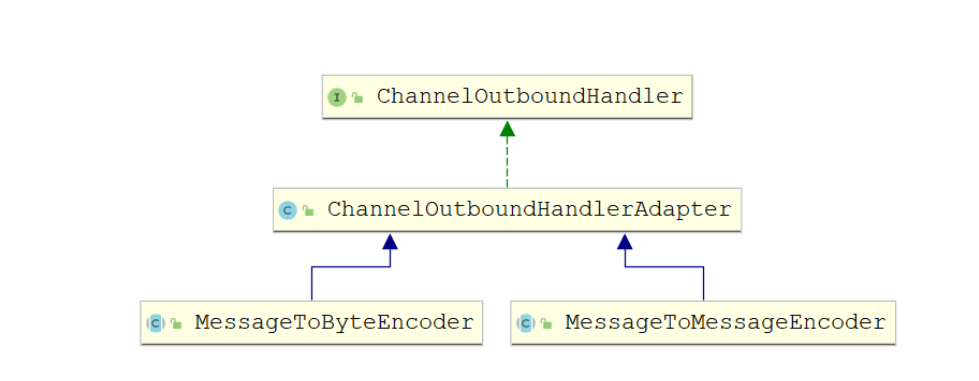 I ChannelOutboundHandler
C ChannelOutboundHandlerAdapter
C MessageToByteEncoder
C MessageToMessageEncoder